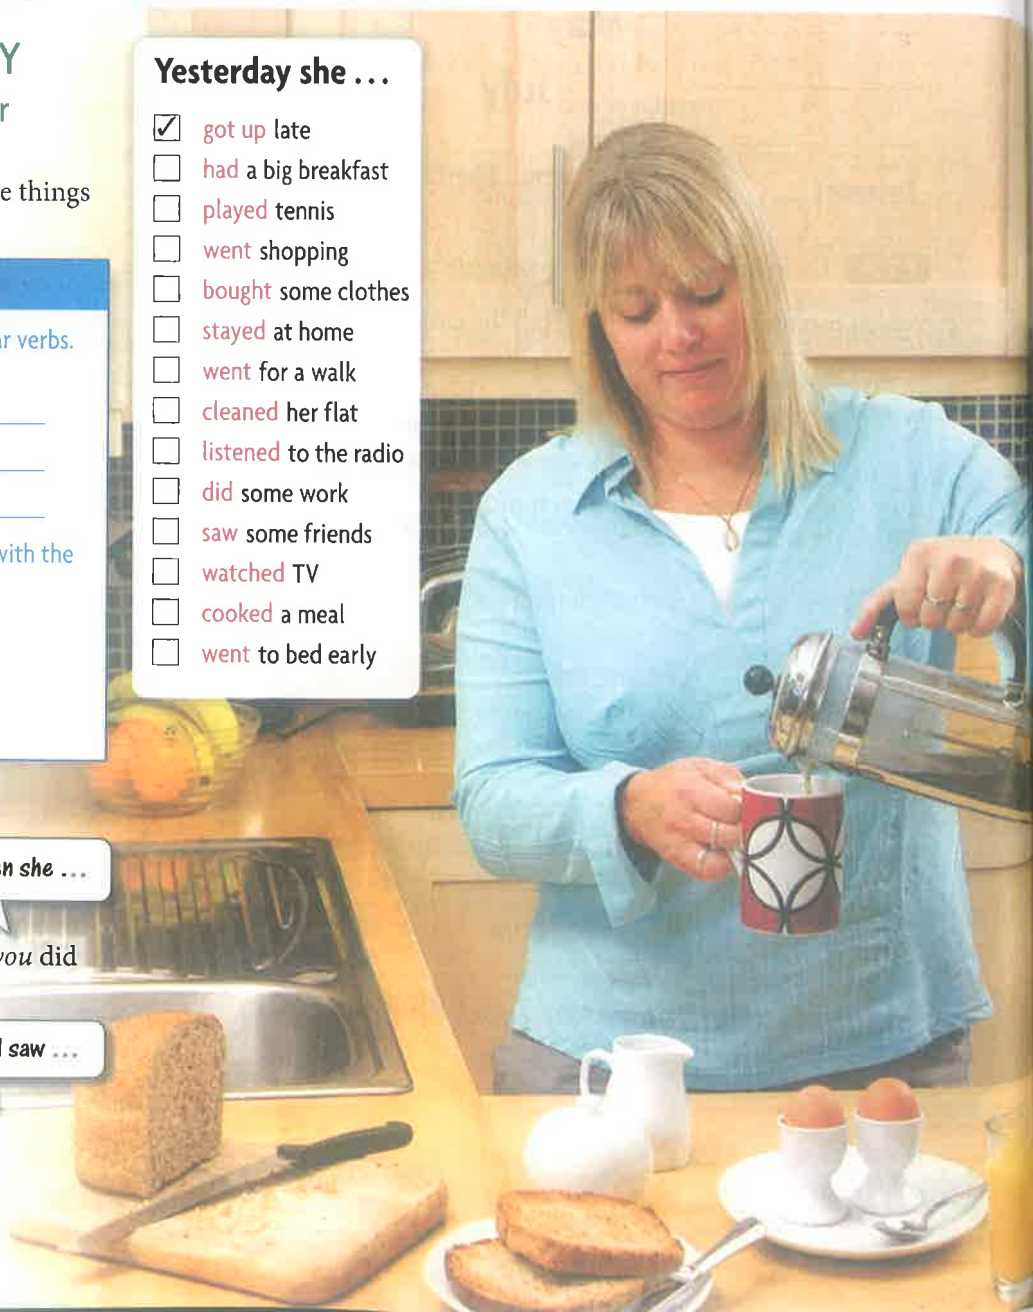 Y
r
e things
r verbs.
with the
n she ...
you did
I saw ...
Yesterday she ...
got up late
had a big breakfast
played tennis
went shopping
bought some clothes
stayed at home
went for a walk
cleaned her flat
listened to the radio
did some work
saw some friends
watched TV
cooked a meal
went to bed early